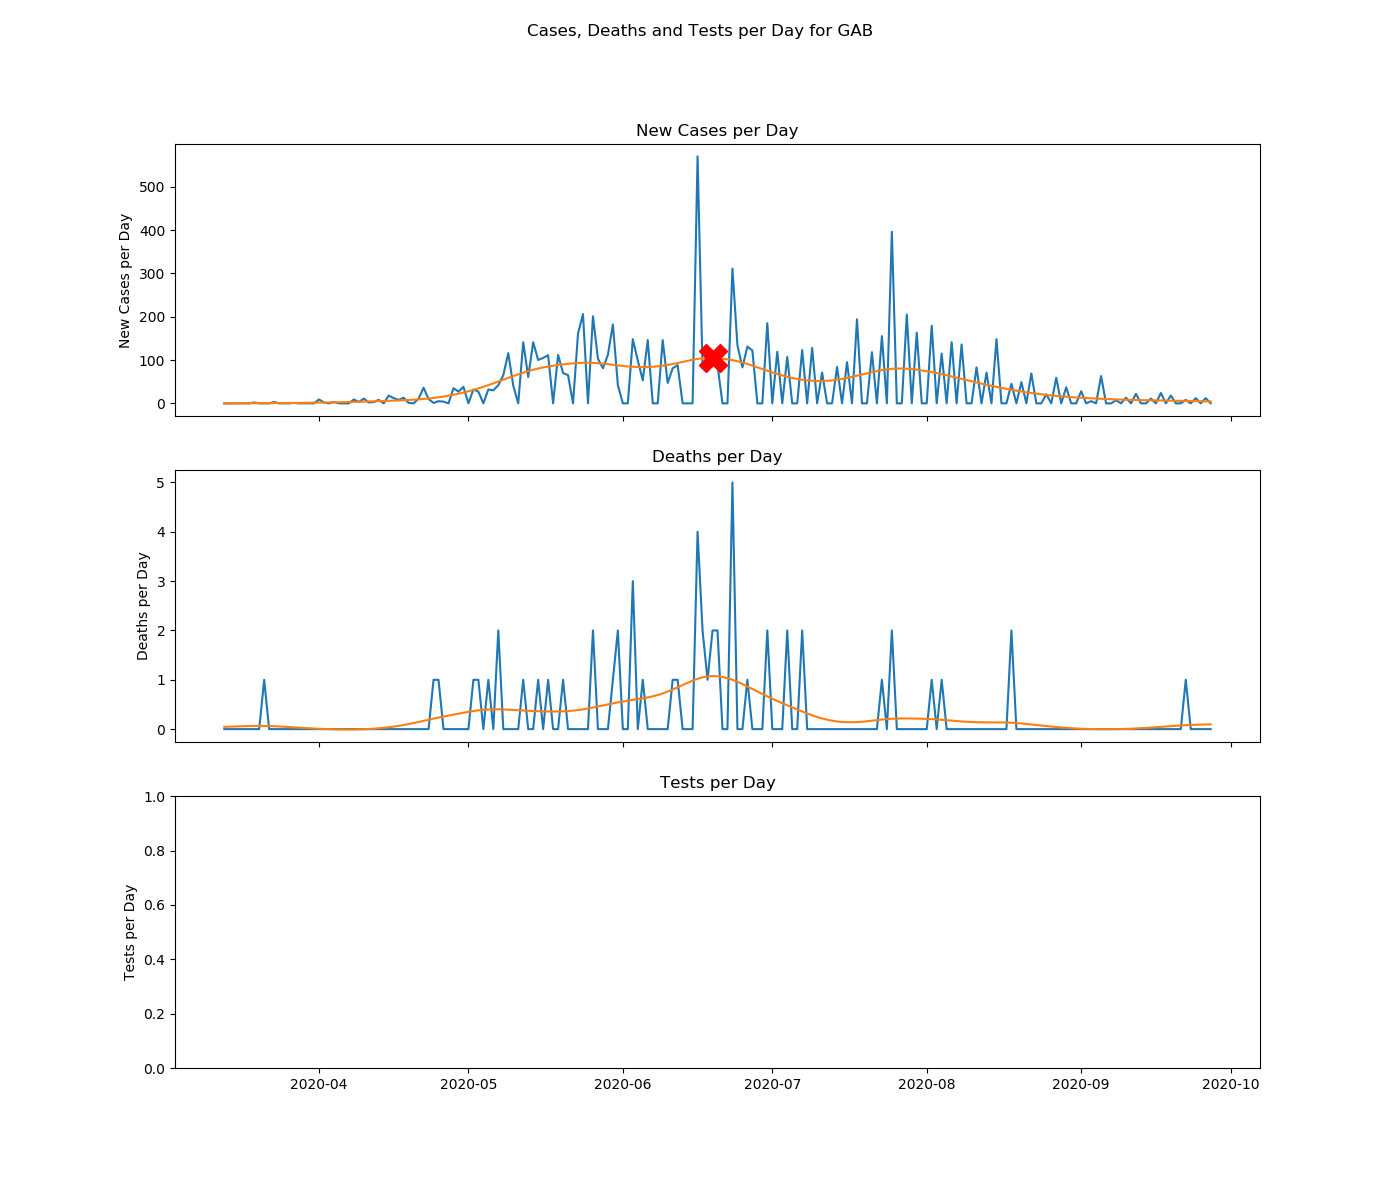 Cases, Deaths and Tests per Day for GAB
New Cases per Day
New Cases per Day
500
400
300
200
100
0
Deaths per Day
Deaths per Day
5
4
3
2
1
0
Tests per Day
Tests per Day
1.0
0.8
0.6
0.4
0.2
0.0
2020-04 2020-05 2020-06 2020-07 2020-08 2020-09 2020-10